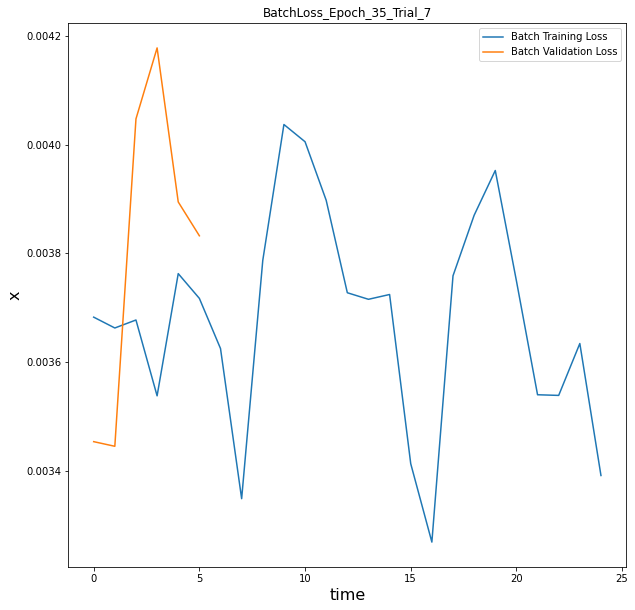 BatchLoss_Epoch_35_Trial_7
Batch Training Loss
Batch Validation Loss
0.0042
0.0040
0.0038
0.0036
0.0034
x
0
5
10
15
20
25
time